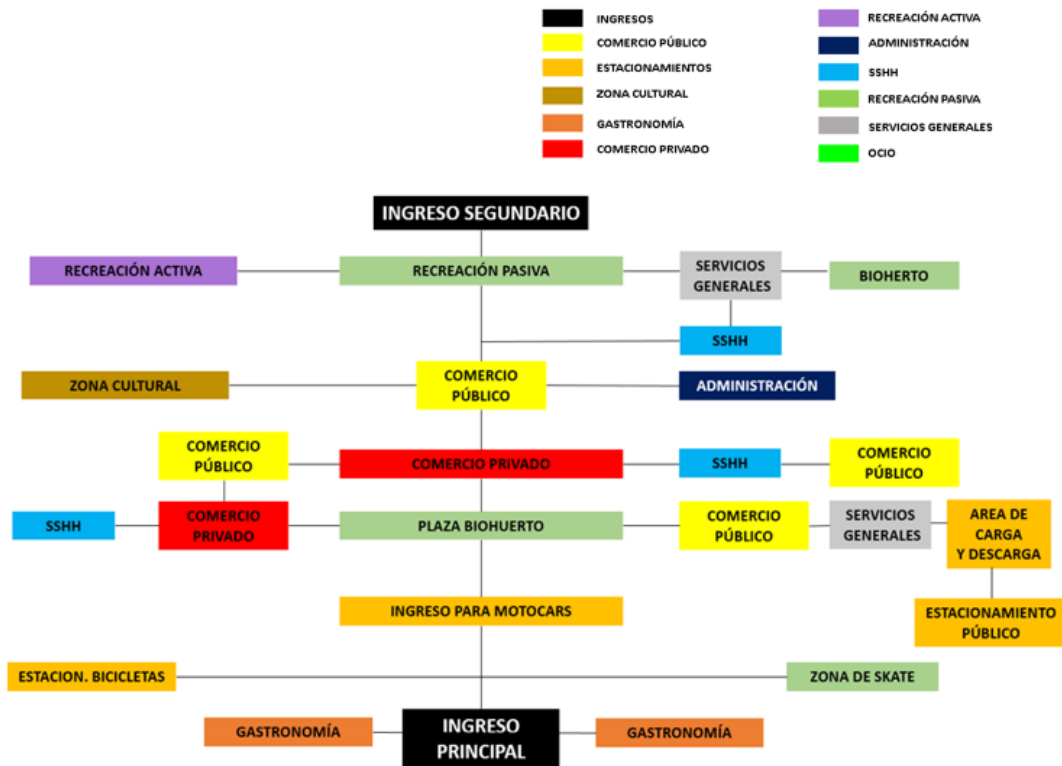 INGRESOS
COMERCIO PÚBLICO
ESTACIONAMIENTOS
ZONA CULTURAL
GASTRONOMÍA
COMERCIO PRIVADO
RECREACIÓN ACTIVA
ADMINISTRACIÓN
SSHH
RECREACIÓN PASIVA
SERVICIOS GENERALES
OCIO
INGRESO SEGUNDARIO
RECREACIÓN ACTIVA
RECREACIÓN PASIVA
SERVICIOS
GENERALES
BIOHERTO
SSHH
ZONA CULTURAL
COMERCIO
PÚBLICO
ADMINISTRACIÓN
COMERCIO
PÚBLICO
COMERCIO PRIVADO
SSHH
COMERCIO
PÚBLICO
SSHH
COMERCIO
PRIVADO
PLAZA BIOHUERTO
COMERCIO
PÚBLICO
SERVICIOS
GENERALES
AREA DE
CARGA
Y DESCARGA
INGRESO PARA MOTOCARS
ESTACIONAMIENTO
PÚBLICO
ESTACION. BICICLETAS
ZONA DE SKATE
GASTRONOMÍA
INGRESO
PRINCIPAL
GASTRONOMÍA